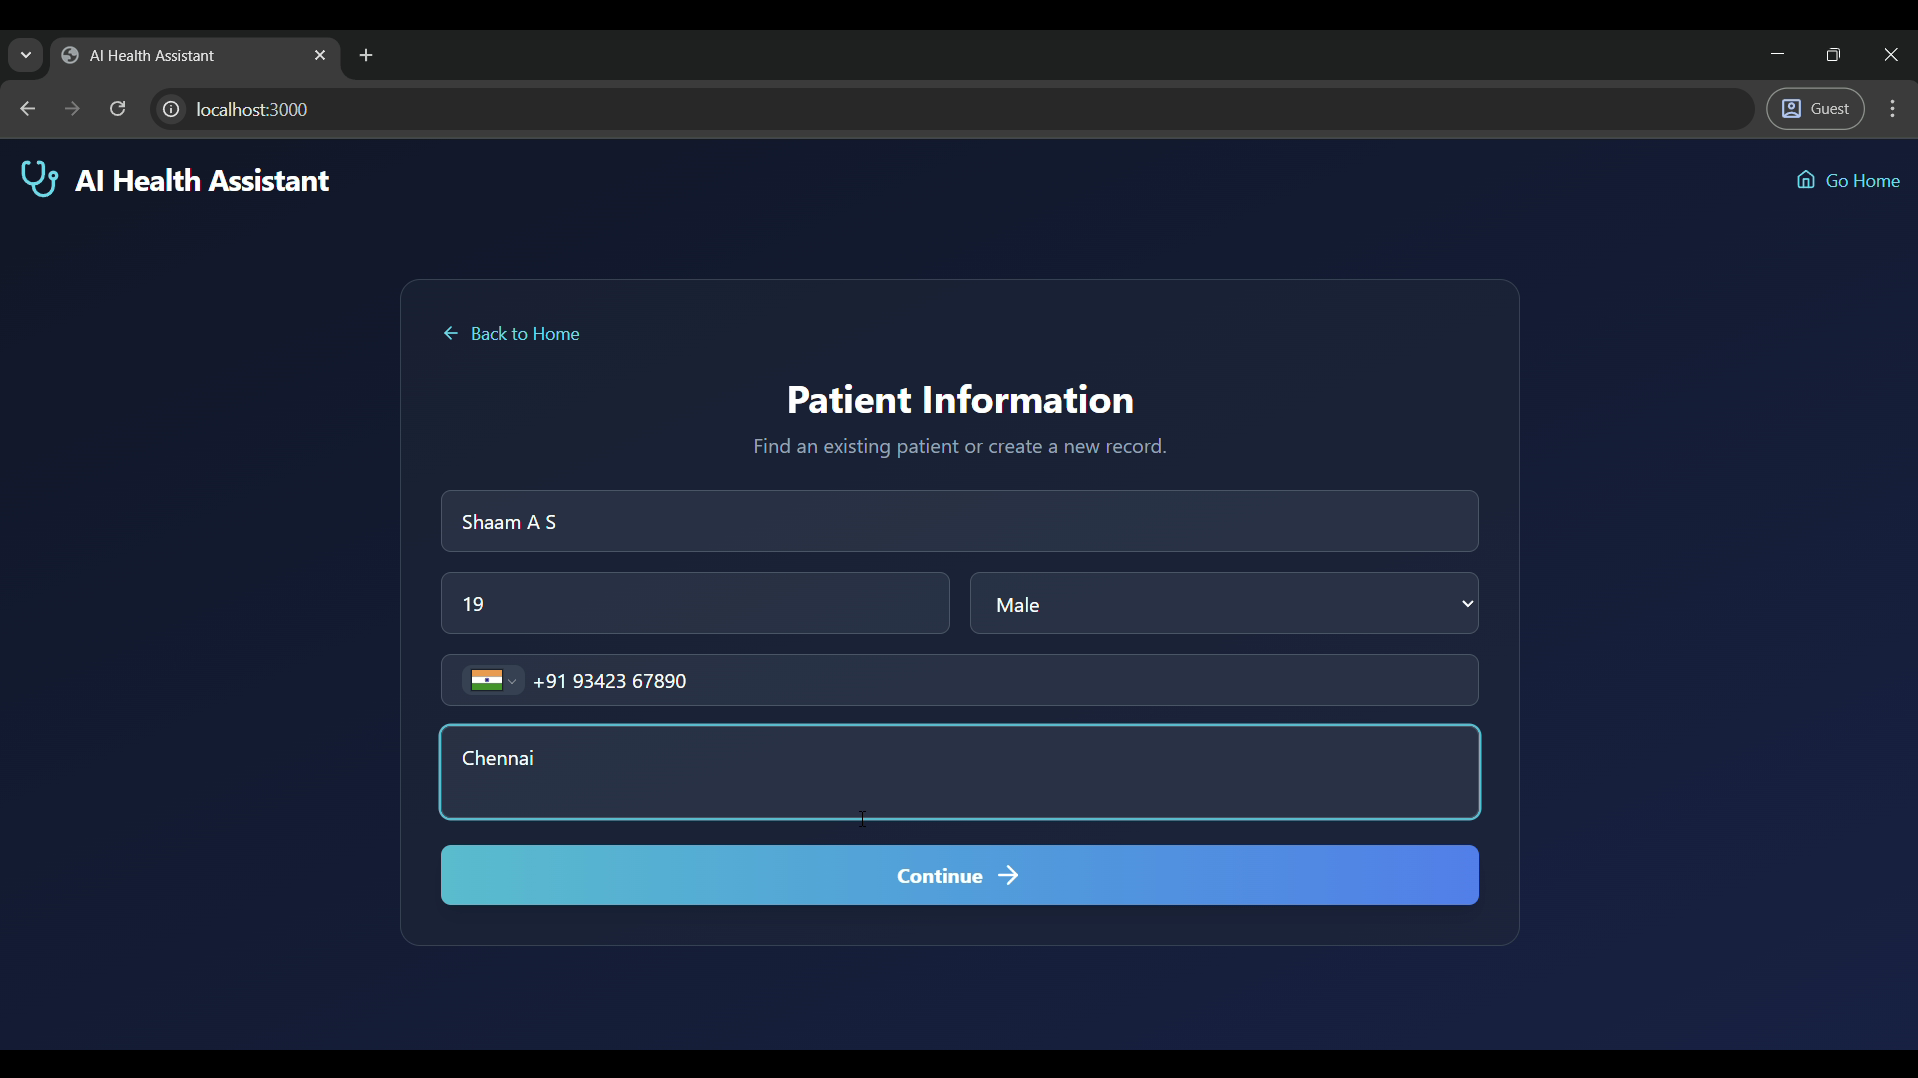 AI Health Assistant
localhost:3000
Guest
AI Health Assistant
Go Home
Back to Home
Patient Information
Find an existing patient or create a new record.
Shaam A S
19
Male
+91 93423 67890
Chennai
Continue